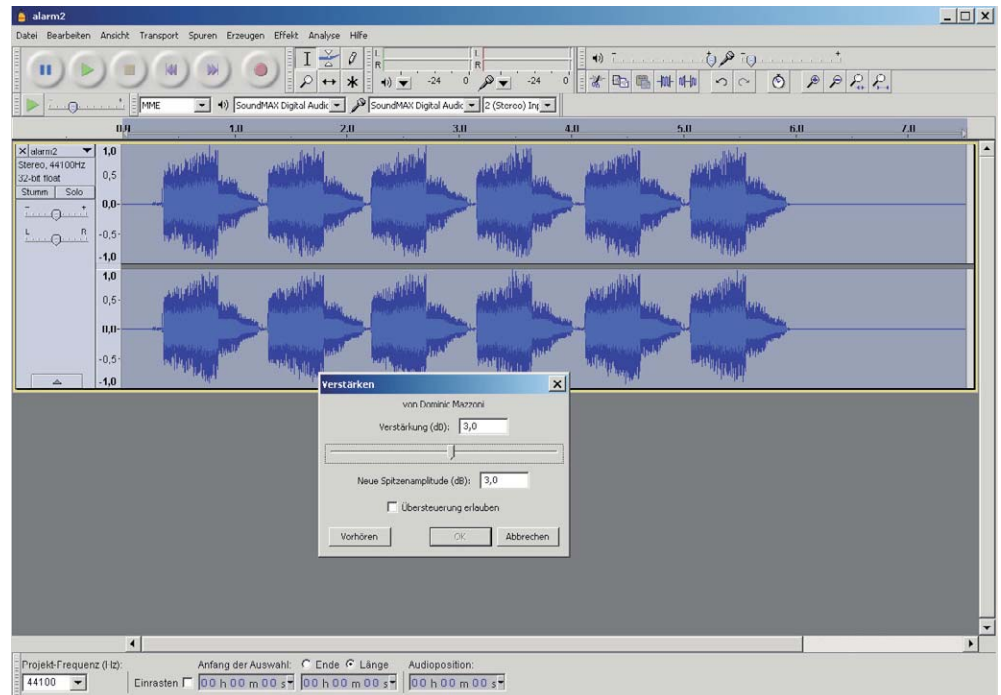 alarm2
Datei Bearbeiten Ansicht Transport Spuren Erzeugen Effekt Analyse Hilfe
L R L R
-24 0 -24 0
MME SoundMAX Digital Audic SoundMAX Digital Audic 2 (Stereo) Inp
0,0 1,0 2,0 3,0 4,0 5,0 6,0 7,0
alarm2
Stereo, 44100Hz
32-bit float
Stumm Solo
- +
L R
1,0
0,5-
0,0-
-0,5-
-1,0
1,0
0,5-
0,0-
-0,5-
-1,0
Verstärken
von Dominic Mazzoni
Verstärkung (dB): 3,0
Neue Spitzenamplitude (dB): 3,0
Übersteuerung erlauben
Vorhören OK Abbrechen
Projekt-Frequenz (Hz): Anfang der Auswahl: Ende Länge Audioposition:
44100 Einrasten 00 h 00 m 00 s 00 h 00 m 00 s 00 h 00 m 00 s